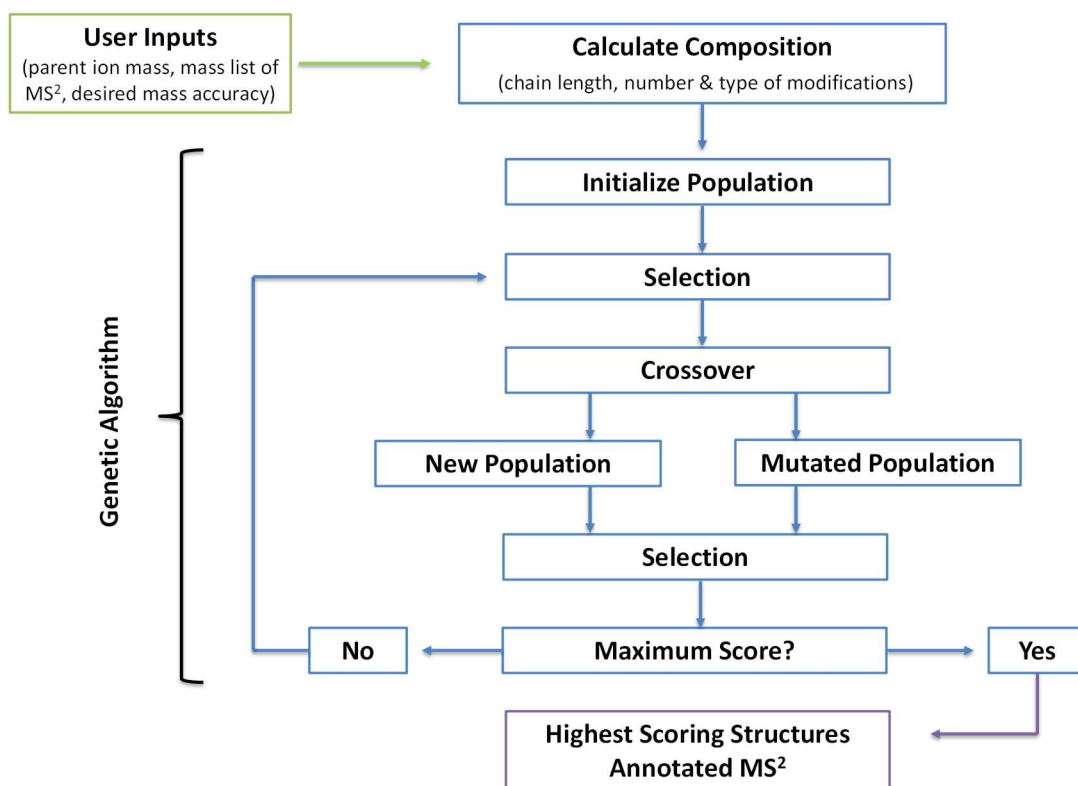 User Inputs
(parent ion mass, mass list of
MS², desired mass accuracy)
Calculate Composition
(chain length, number & type of modifications)
Initialize Population
Selection
Crossover
New Population
Mutated Population
Selection
Maximum Score?
No
Yes
Highest Scoring Structures
Annotated MS²
Genetic Algorithm